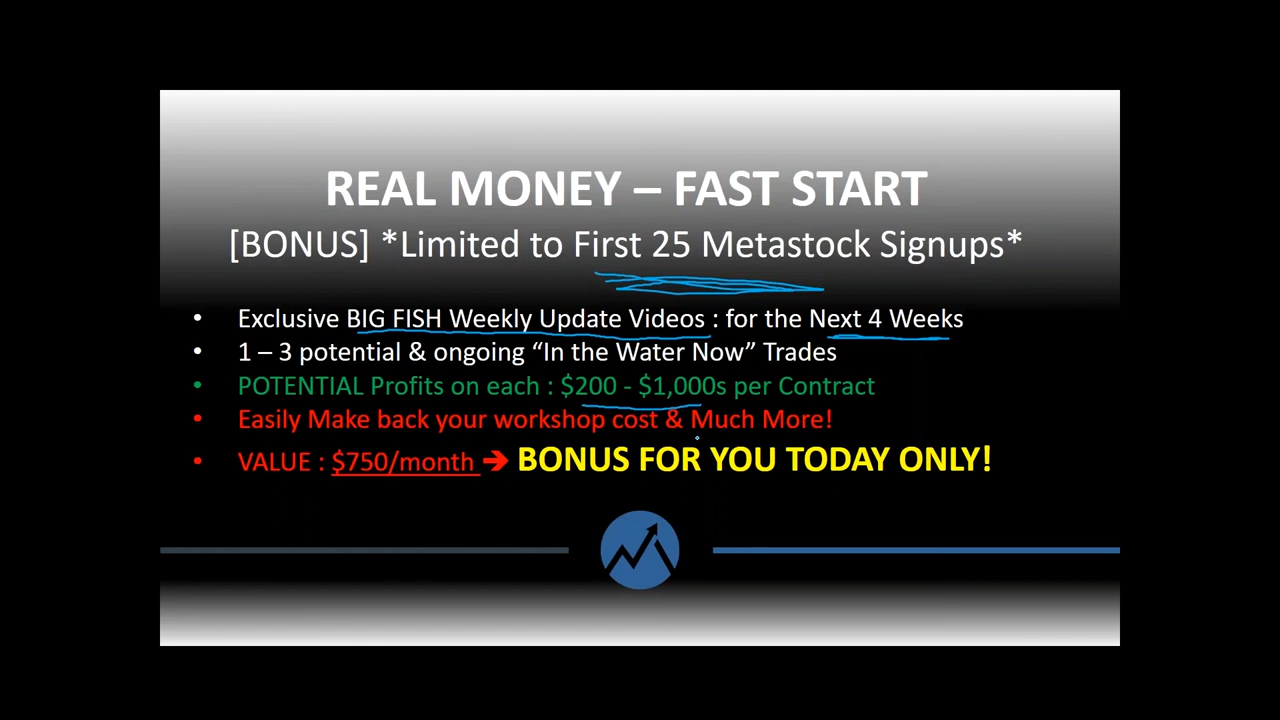 REAL MONEY – FAST START
[BONUS] *Limited to First 25 Metastock Signups*
• Exclusive BIG FISH Weekly Update Videos : for the Next 4 Weeks
• 1 – 3 potential & ongoing “In the Water Now” Trades
• POTENTIAL Profits on each : $200 - $1,000s per Contract
• Easily Make back your workshop cost & Much More!
• VALUE : $750/month ➔ BONUS FOR YOU TODAY ONLY!